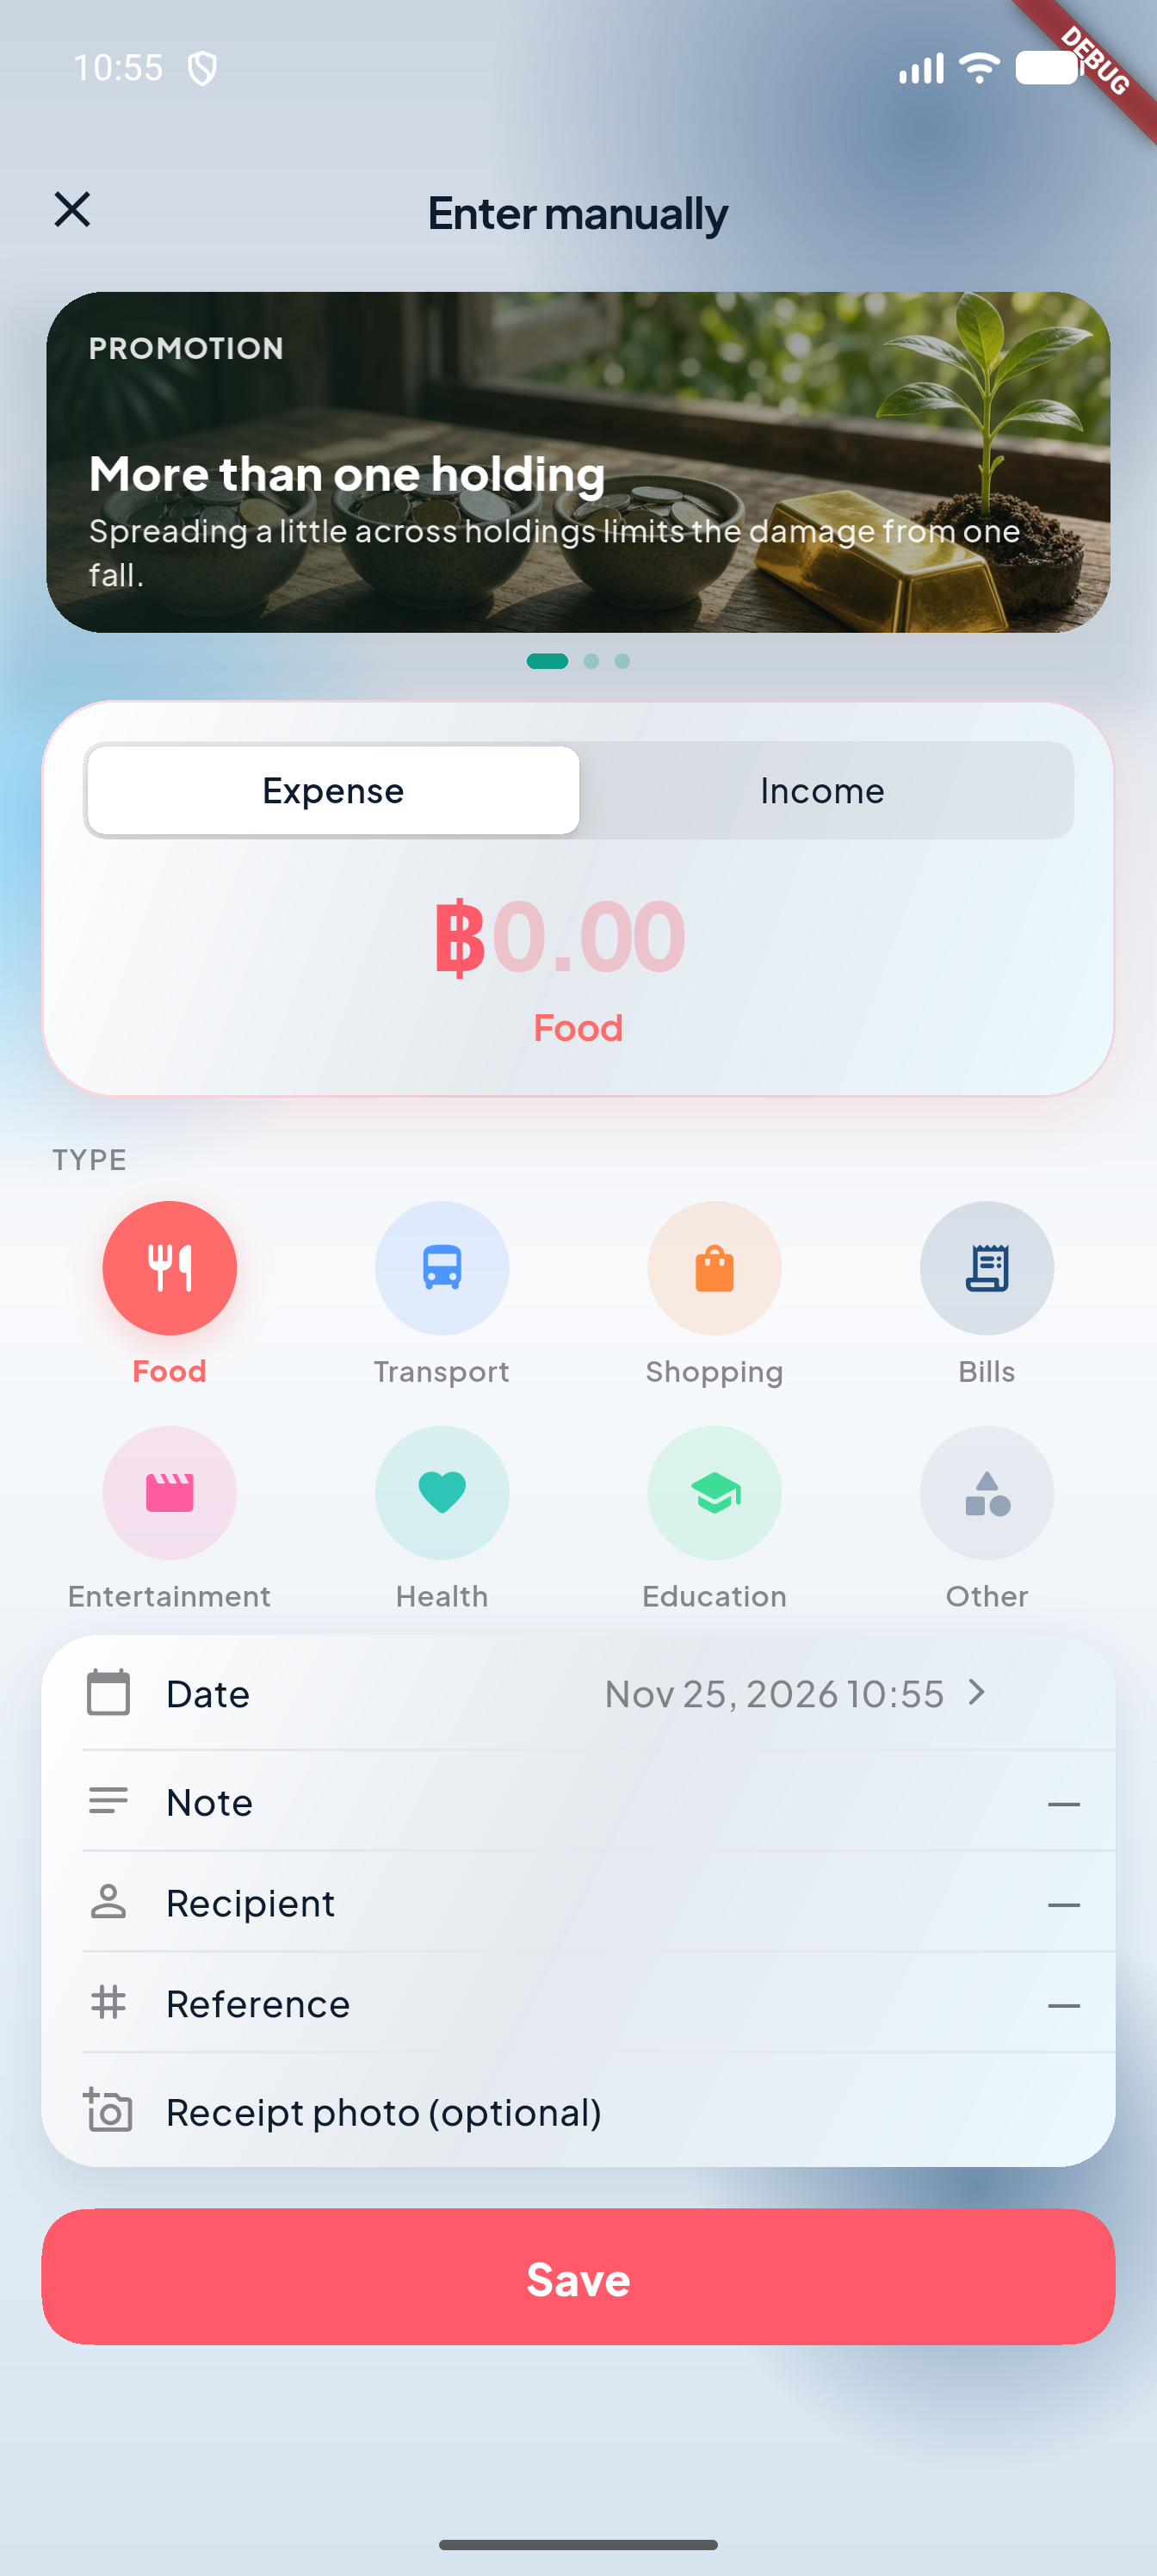 10:55
DEBUG
Enter manually
PROMOTION
More than one holding
Spreading a little across holdings limits the damage from one
fall.
Expense
Income
฿0.00
Food
TYPE
Food
Transport
Shopping
Bills
Entertainment
Health
Education
Other
Date
Nov 25, 2026 10:55
Note
—
Recipient
—
Reference
—
Receipt photo (optional)
Save